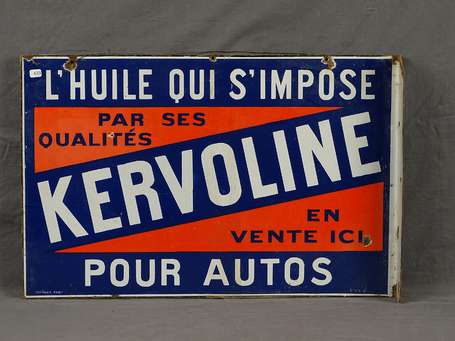 L'HUILE QUI S'IMPOSE
PAR SES
QUALITÉS
KERVOLINE
EN
VENTE ICI
POUR AUTOS